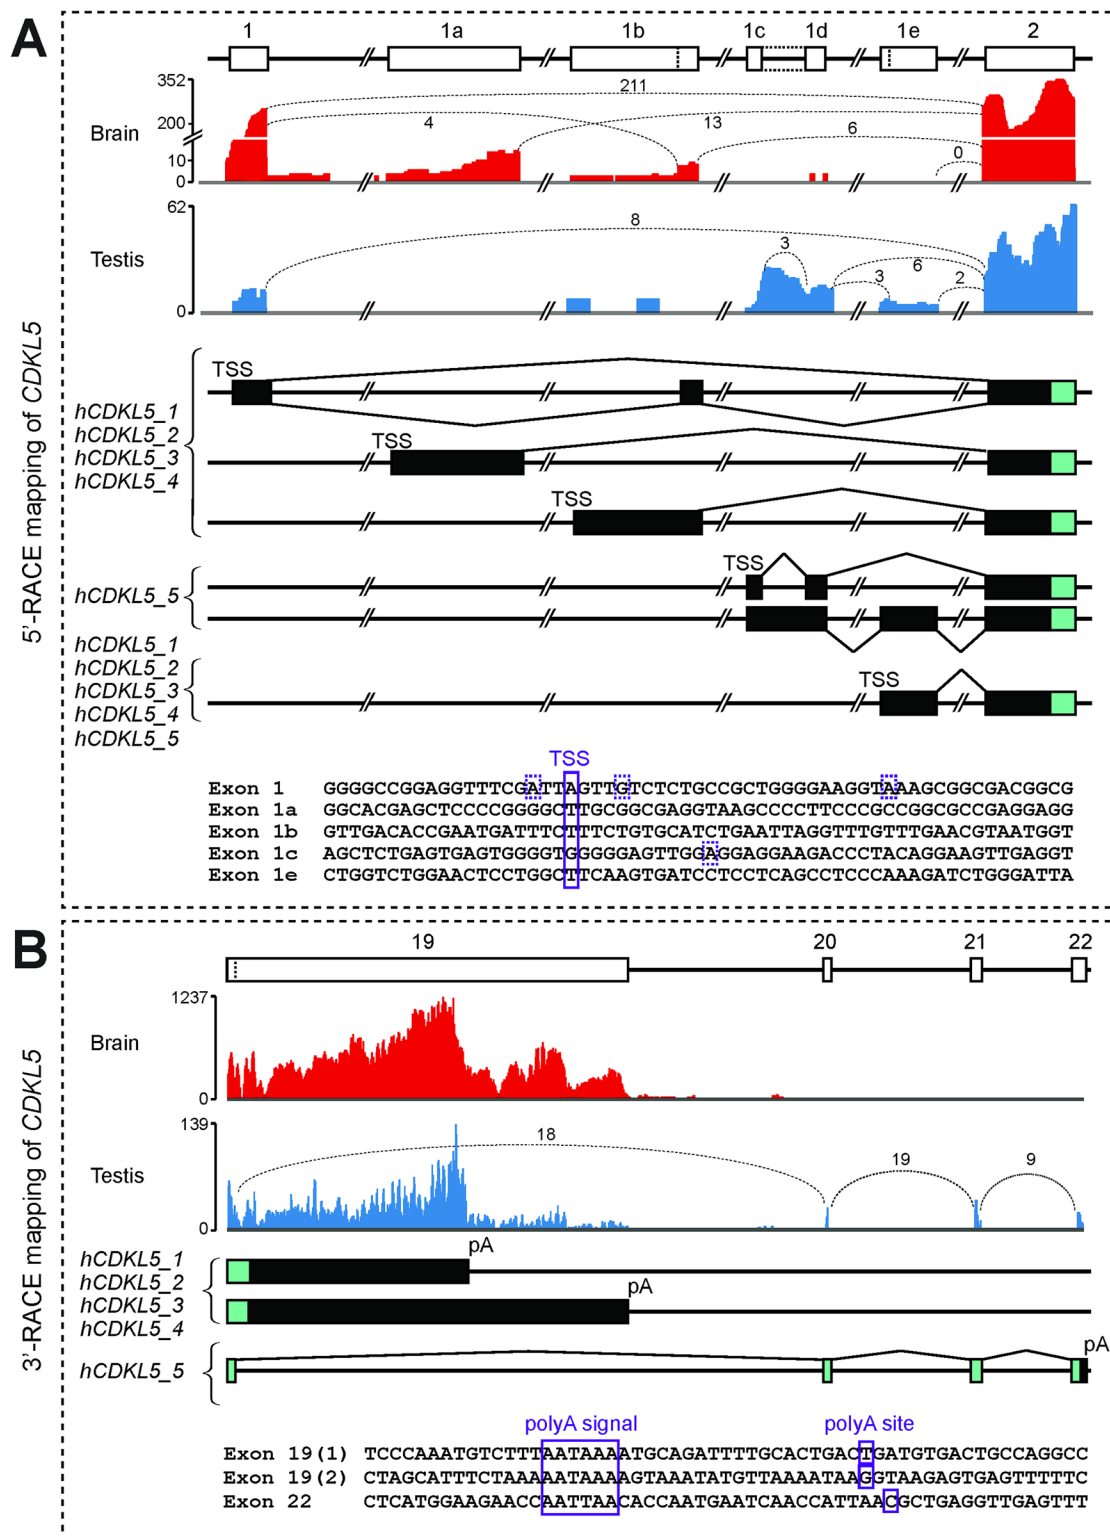 A
5'-RACE mapping of CDKL5
1 1a 1b 1c 1d 1e 2
Brain
352
200
10
0
211
4
13
6
0
Testis
62
0
8
3
3
6
2
TSS
hCDKL5_1
hCDKL5_2
hCDKL5_3
hCDKL5_4
TSS
TSS
TSS
hCDKL5_5
hCDKL5_1
hCDKL5_2
hCDKL5_3
hCDKL5_4
hCDKL5_5
TSS
TSS
Exon 1 GGGGCCGGAGGTTTCGATTAGTTGTCTCTGCCGCTGGGGAAGGTAAAGCGGCGACGGCG
Exon 1a GGCACGAGCTCCCCGGGGCTTGCGGCGAGGTAAGCCCCTTCCCGCCGGCGCCGAGGAGG
Exon 1b GTTGACACCGAATGATTTCTTTCTGTGCATCTGAATTAGGTTTGTTTGAACGTAATGGT
Exon 1c AGCTCTGAGTGAGTGGGGTGGGGGAGTTGGAGGAGGAAGACCCTACAGGAAGTTGAGGT
Exon 1e CTGGTCTGGAACTCCTGGCTTCAAGTGATCCTCCTCAGCCTCCCAAAGATCTGGGATTA
B
3'-RACE mapping of CDKL5
19 20 21 22
Brain
1237
0
Testis
139
0
18
19
9
hCDKL5_1
hCDKL5_2
hCDKL5_3
hCDKL5_4
pA
pA
hCDKL5_5
pA
polyA signal polyA site
Exon 19(1) TCCCAAATGTCTTTAATAAAATGCAGATTTTGCACTGACTGATGTGACTGCCAGGCC
Exon 19(2) CTAGCATTTCTAAAAATAAAAGTAAATATGTTAAAATAAGGTAAGAGTGAGTTTTTC
Exon 22 CTCATGGAAGAACCAATTAACACCAATGAATCAACCATTAACGCTGAGGTTGAGTTT